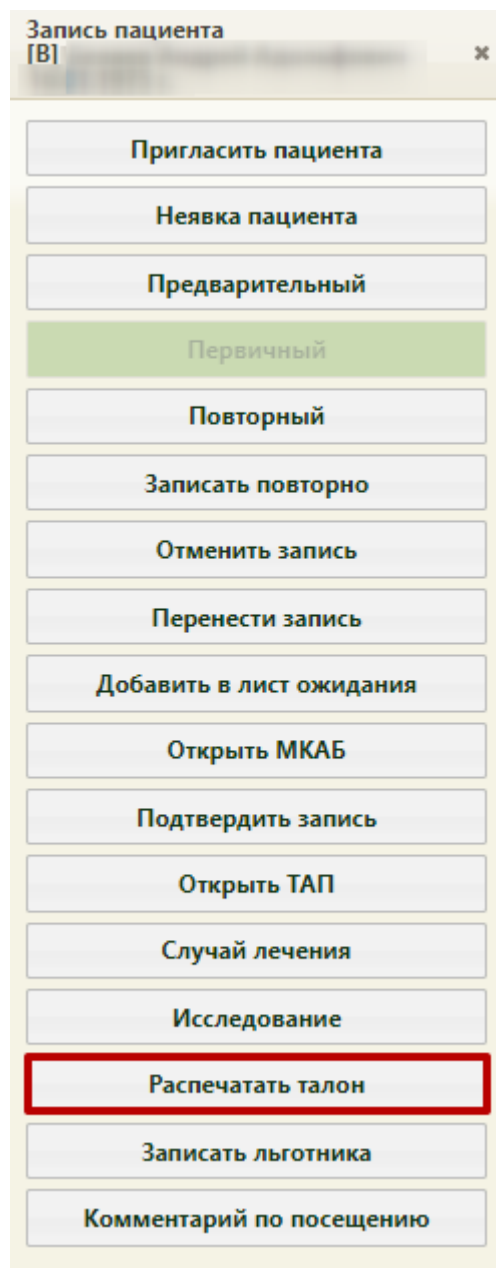 Запись пациента
[В]
Пригласить пациента
Неявка пациента
Предварительный
Первичный
Повторный
Записать повторно
Отменить запись
Перенести запись
Добавить в лист ожидания
Открыть МКАБ
Подтвердить запись
Открыть ТАП
Случай лечения
Исследование
Распечатать талон
Записать льготника
Комментарий по посещению